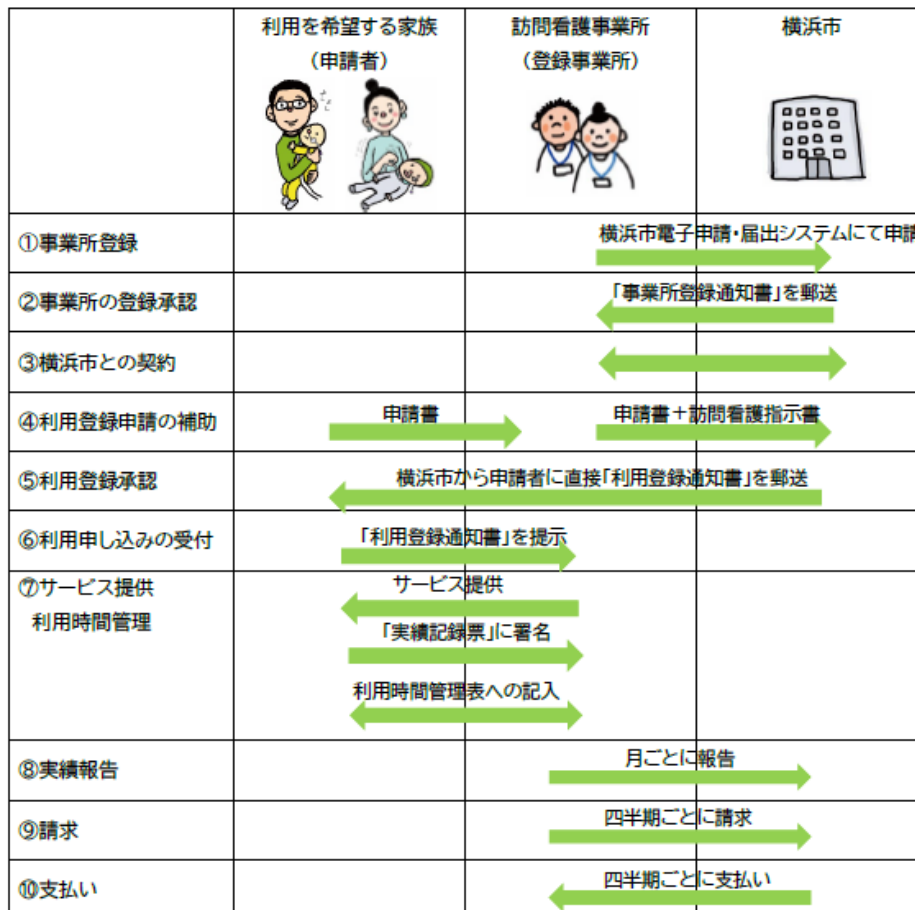 利用を希望する家族
（申請者）
訪問看護事業所
（登録事業所）
横浜市
①事業所登録
横浜市電子申請・届出システムにて申請
②事業所の登録承認
「事業所登録通知書」を郵送
③横浜市との契約
④利用登録申請の補助
申請書
申請書＋訪問看護指示書
⑤利用登録承認
横浜市から申請者に直接「利用登録通知書」を郵送
⑥利用申し込みの受付
「利用登録通知書」を提示
⑦サービス提供
利用時間管理
サービス提供
「実績記録票」に署名
利用時間管理表への記入
⑧実績報告
月ごとに報告
⑨請求
四半期ごとに請求
⑩支払い
四半期ごとに支払い